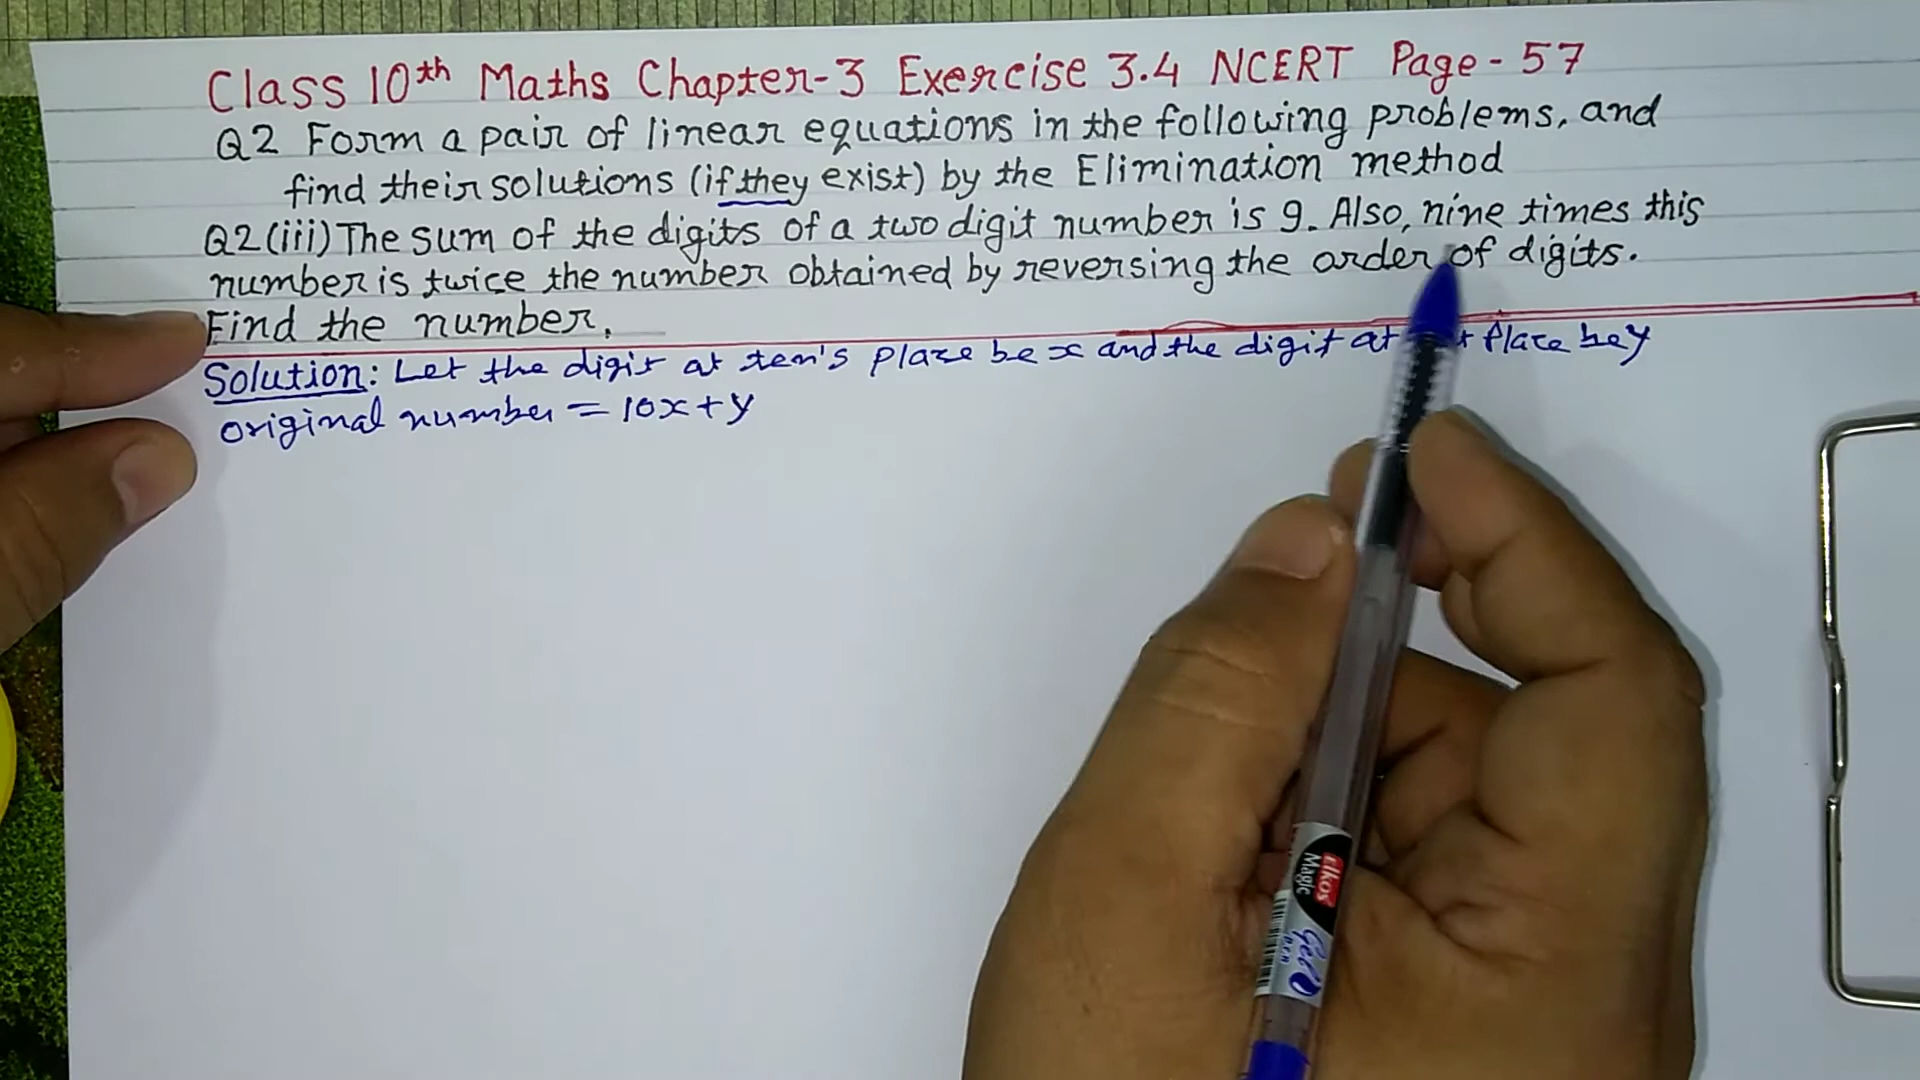 Class 10th Maths Chapter-3 Exercise 3.4 NCERT Page-57
Q2 Form a pair of linear equations in the following problems, and
find their solutions (if they exist) by the Elimination method
Q2(iii) The sum of the digits of a two digit number is 9. Also, nine times this
number is twice the number obtained by reversing the order of digits.
Find the number.
Solution: Let the digit at ten's place be x and the digit at place be y
original number = 10x+y
Elkos
Magic
Gel